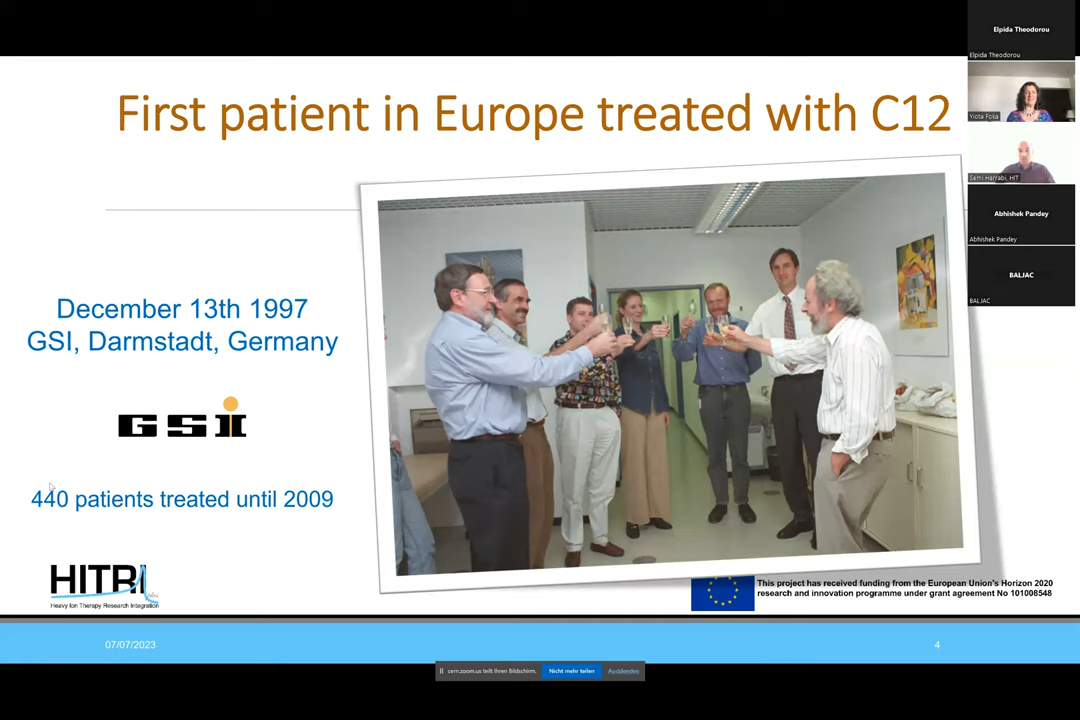 First patient in Europe treated with C12
December 13th 1997
GSI, Darmstadt, Germany
GSI
440 patients treated until 2009
HITRI
Heavy Ion Therapy Research Integration
This project has received funding from the European Union's Horizon 2020
research and innovation programme under grant agreement No 101008548
07/07/2023
4
cern.zoom.us teilt Ihren Bildschirm.
Nicht mehr teilen
Ausblenden
Elpida Theodorou
Elpida Theodorou
Yiota Foka
Semi Harrabi, HIT
Abhishek Pandey
Abhishek Pandey
BALJAC
BALJAC